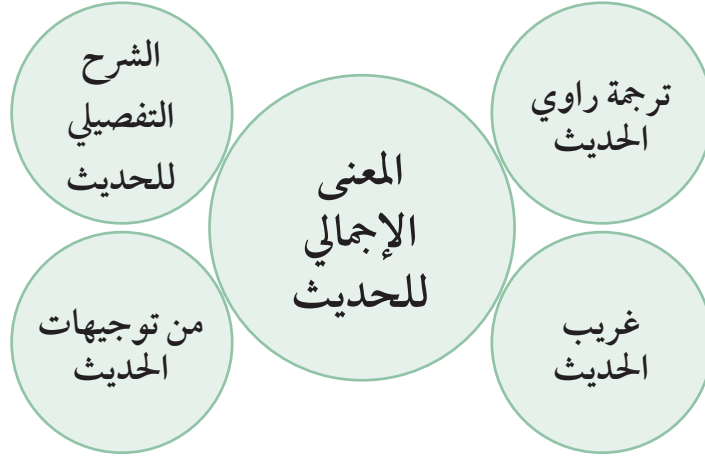 ترجمة راوي
الحديث
غريب
الحديث
المعنى
الإجمالي
للحديث
الشرح
التفصيلي
للحديث
من توجيهات
الحديث